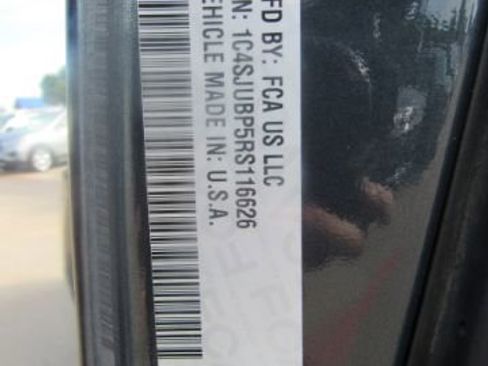 FD BY: FCA US LLC
N: 1C4SJUBP5RS116626
EHICLE MADE IN: U.S.A.